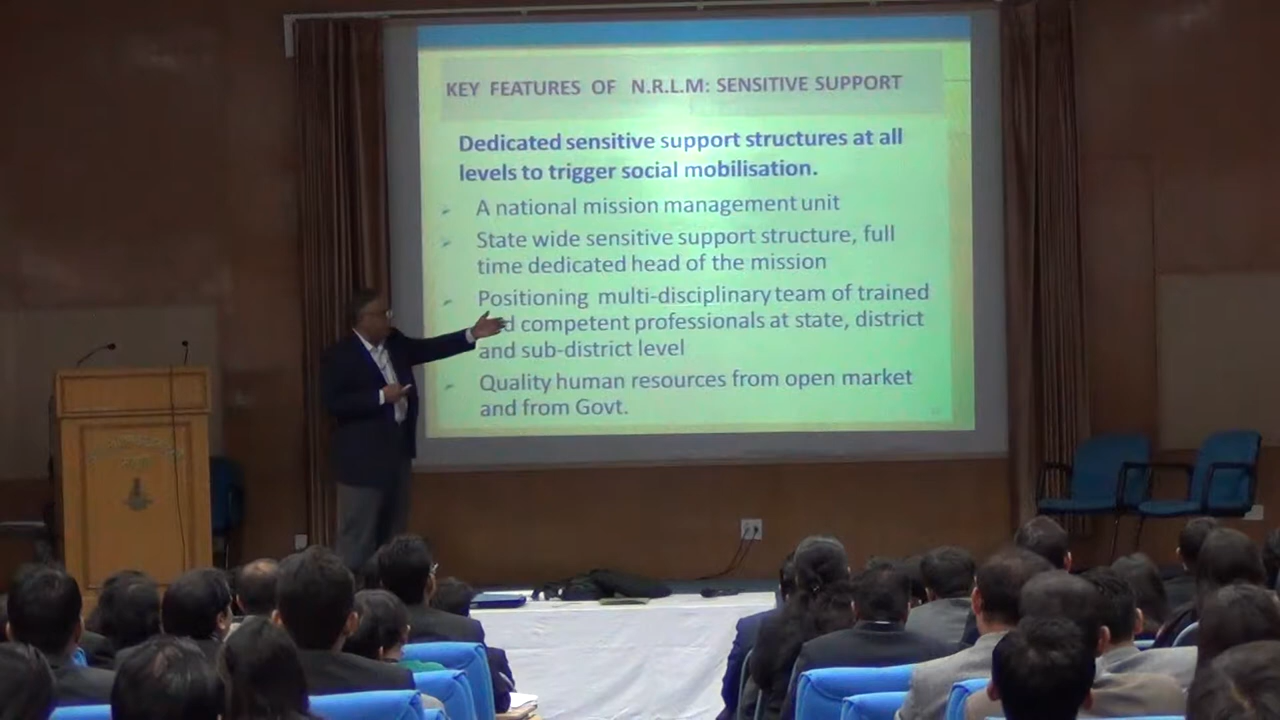 KEY FEATURES OF N.R.L.M: SENSITIVE SUPPORT
Dedicated sensitive support structures at all
levels to trigger social mobilisation.
A national mission management unit
State wide sensitive support structure, full
time dedicated head of the mission
Positioning multi-disciplinary team of trained
competent professionals at state, district
and sub-district level
Quality human resources from open market
and from Govt.